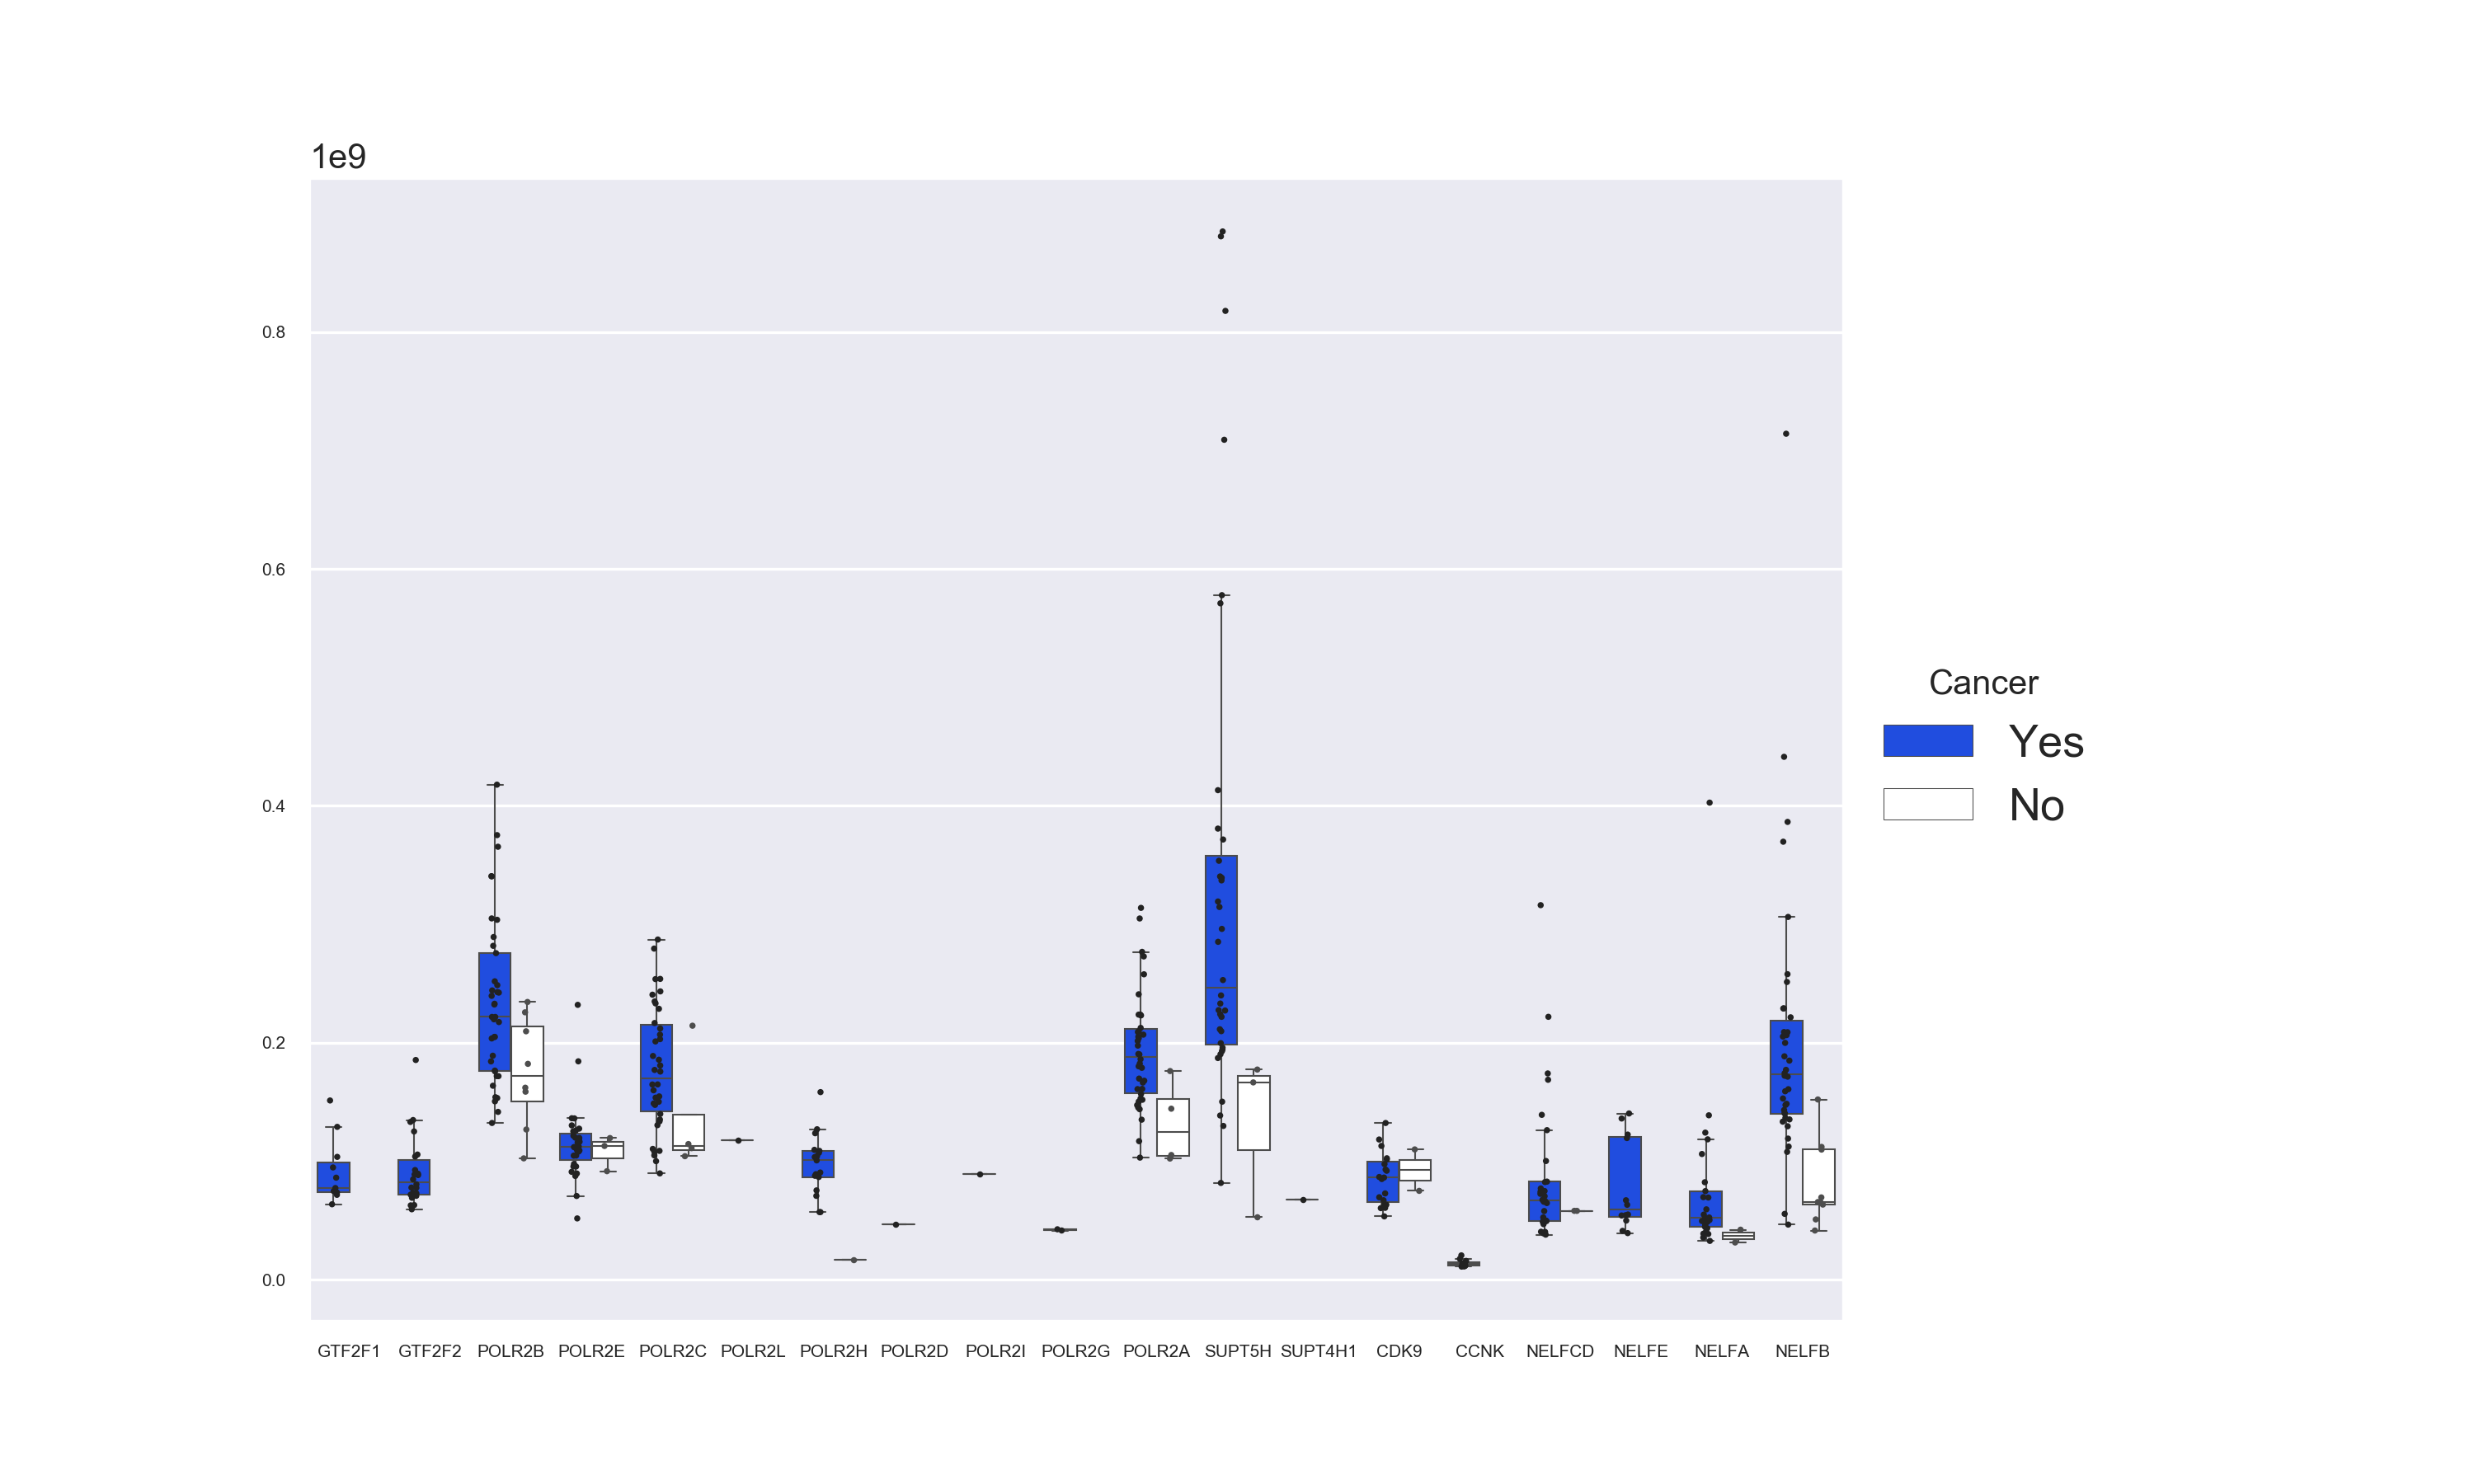 1e9
0.8
0.6
0.4
0.2
0.0
GTF2F1 GTF2F2 POLR2B POLR2E POLR2C POLR2L POLR2H POLR2D POLR2I POLR2G POLR2A SUPT5H SUPT4H1 CDK9 CCNK NELFCD NELFE NELFA NELFB
Cancer
Yes
No